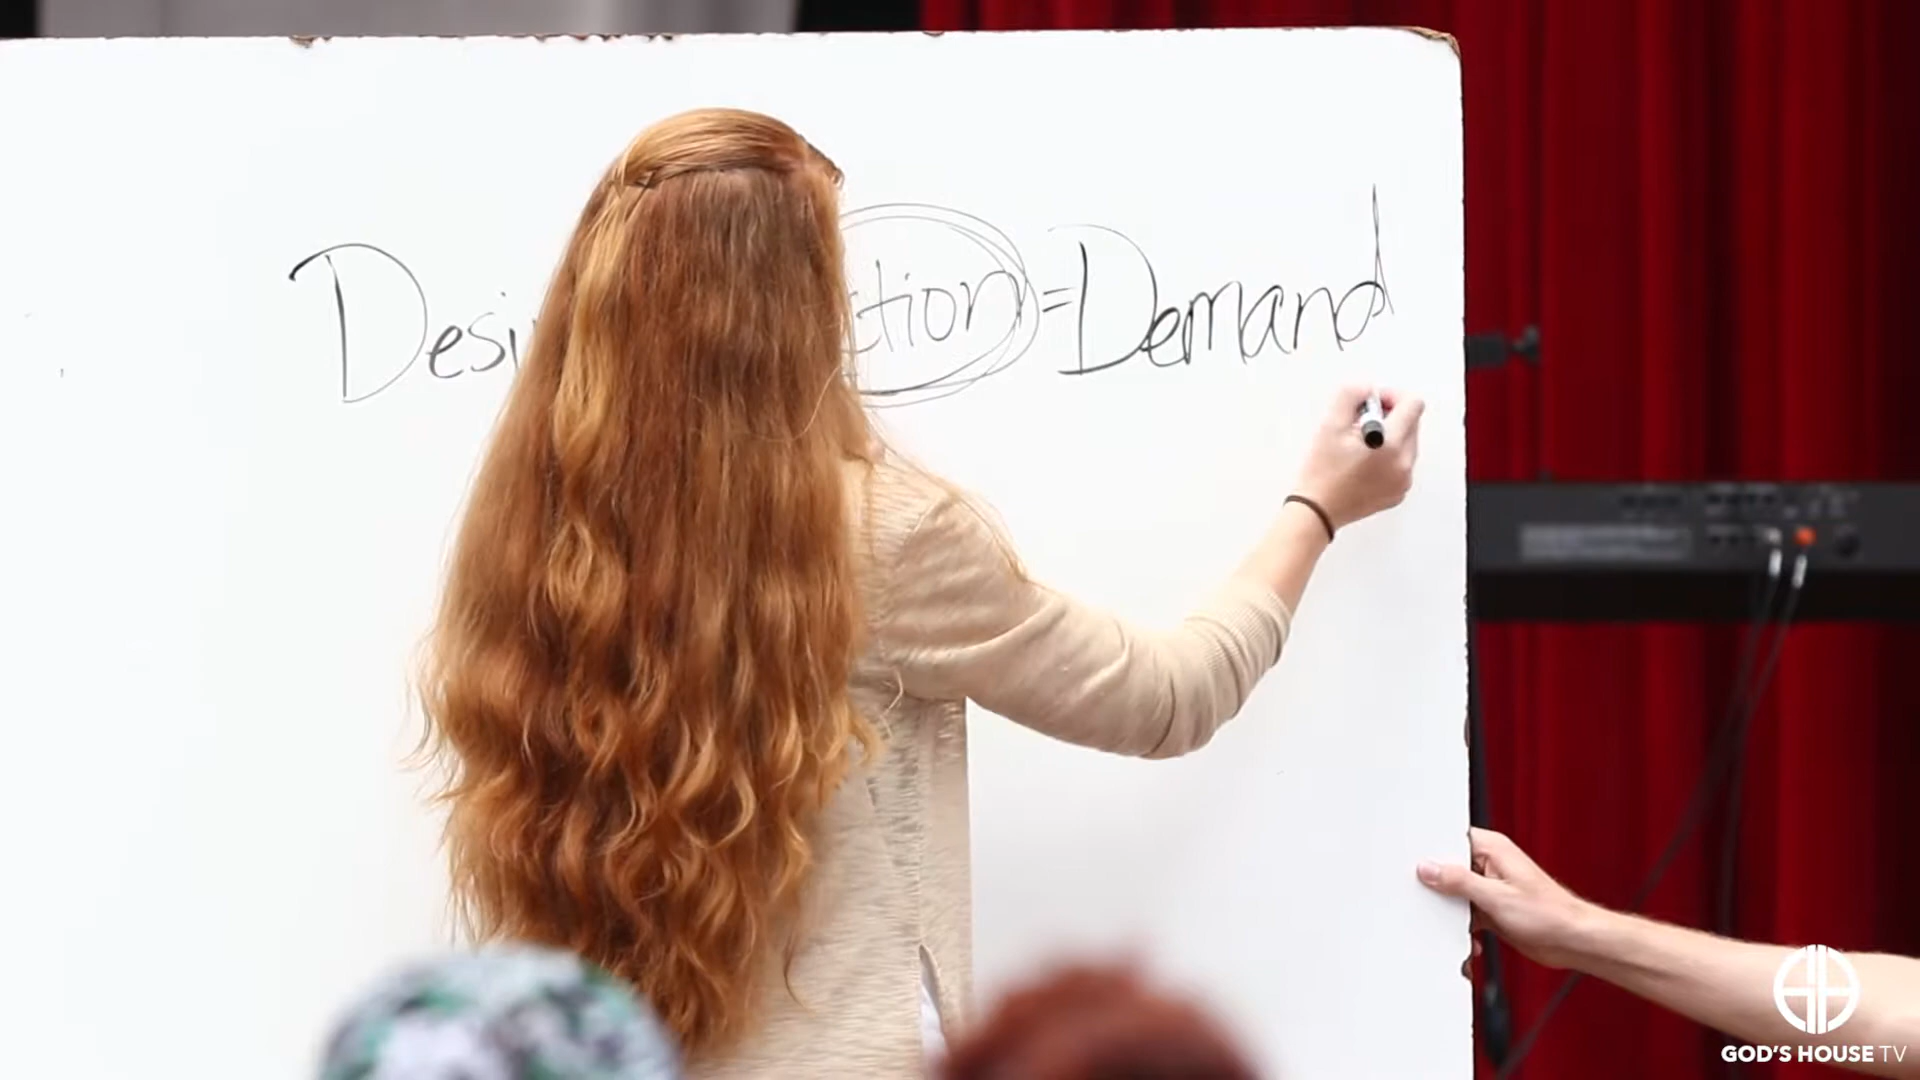 Desi ction = Demand
GOD'S HOUSE TV